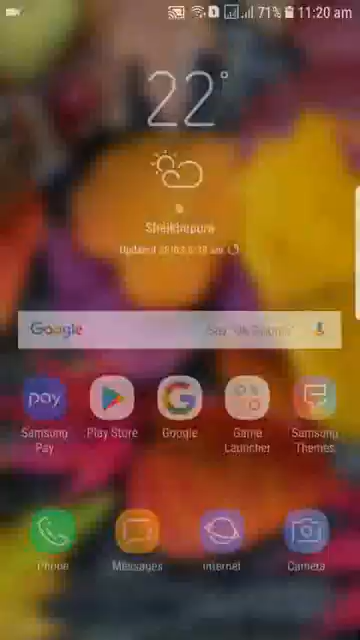 71% 11:20 am
22°
Sheikhupura
Google
pay
Samsung Pay
Play Store
Google
Game Launcher
Samsung Themes
Phone
Messages
Internet
Camera